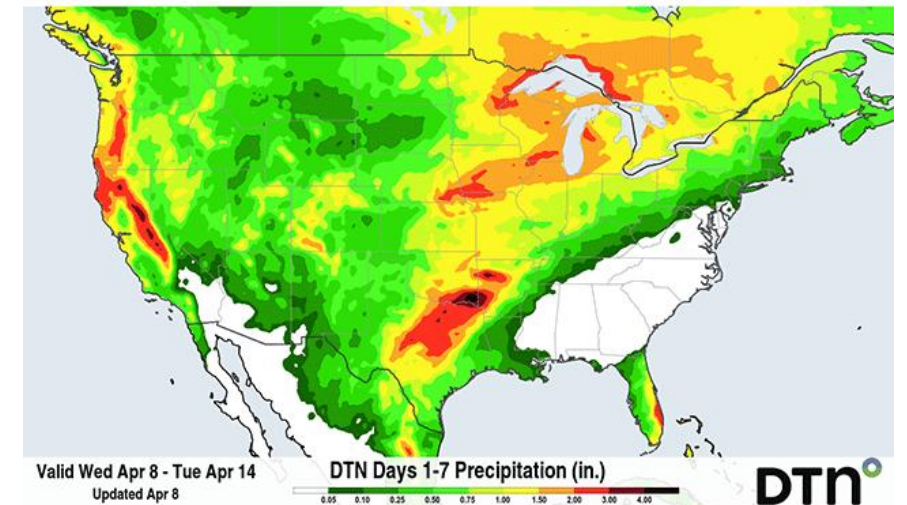 Valid Wed Apr 8 - Tue Apr 14
Updated Apr 8
DTN Days 1-7 Precipitation (in.)
0.05 0.10 0.25 0.50 0.75 1.00 1.50 2.00 3.00 4.00
DTN